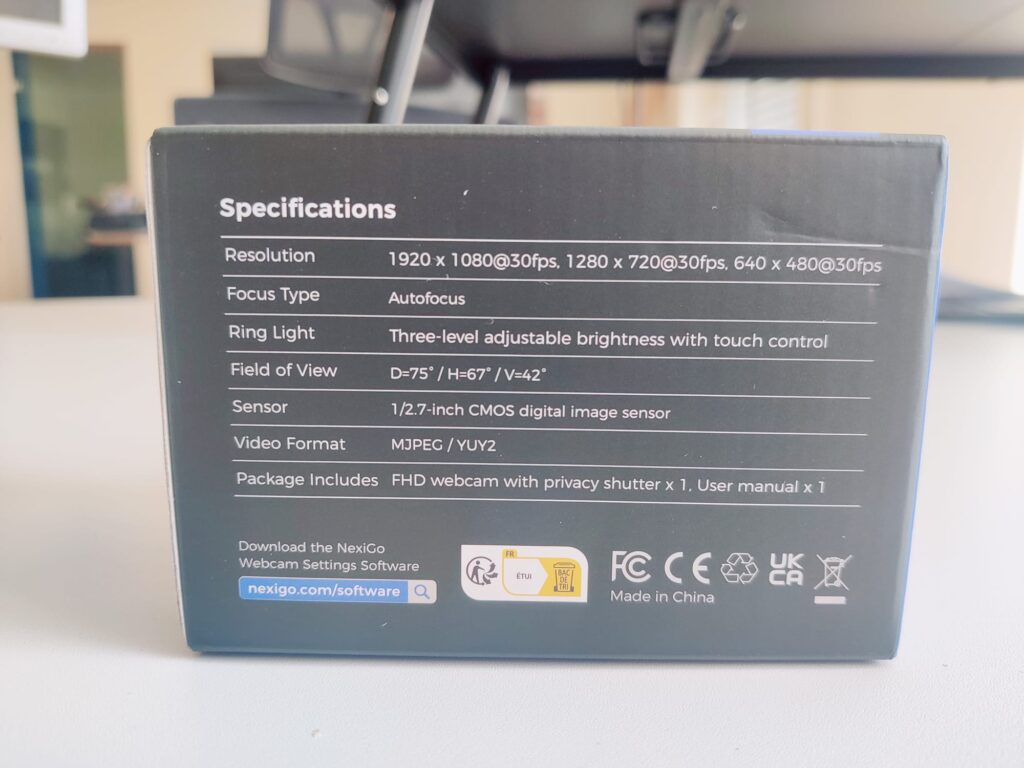 Specifications
Resolution 1920 x 1080@30fps, 1280 x 720@30fps, 640 x 480@30fps
Focus Type Autofocus
Ring Light Three-level adjustable brightness with touch control
Field of View D=75° / H=67° / V=42°
Sensor 1/2.7-inch CMOS digital image sensor
Video Format MJPEG / YUY2
Package Includes FHD webcam with privacy shutter x 1, User manual x 1
Download the NexiGo
Webcam Settings Software
nexigo.com/software
FR
ÉTUI
BAC
DE
TRI
FC CE UK
CA
Made in China